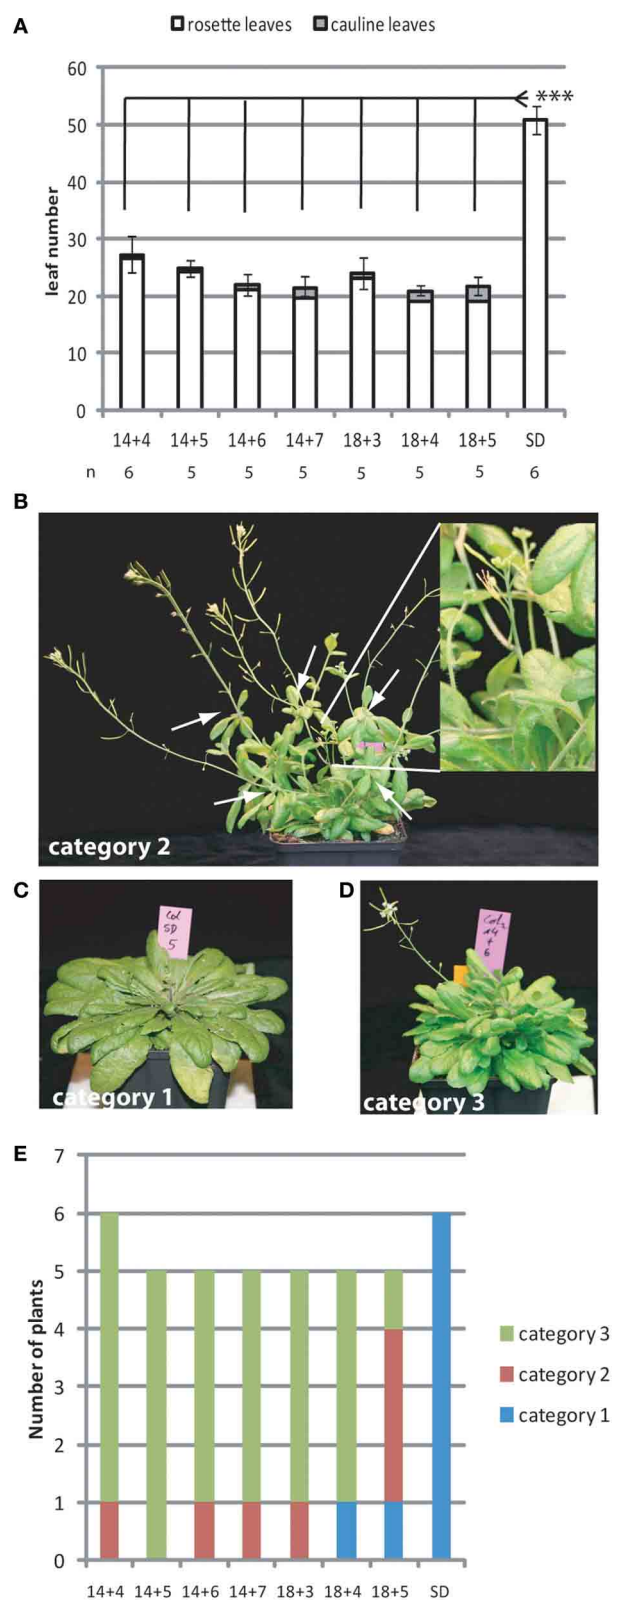 A
rosette leaves cauline leaves
60
50
40
30
20
10
0
leaf number
***
14+4 14+5 14+6 14+7 18+3 18+4 18+5 SD
n 6 5 5 5 5 5 5 6
B
category 2
C
Col
SD
5
category 1
D
14
+
6
category 3
E
7
6
5
4
3
2
1
0
Number of plants
category 3
category 2
category 1
14+4 14+5 14+6 14+7 18+3 18+4 18+5 SD